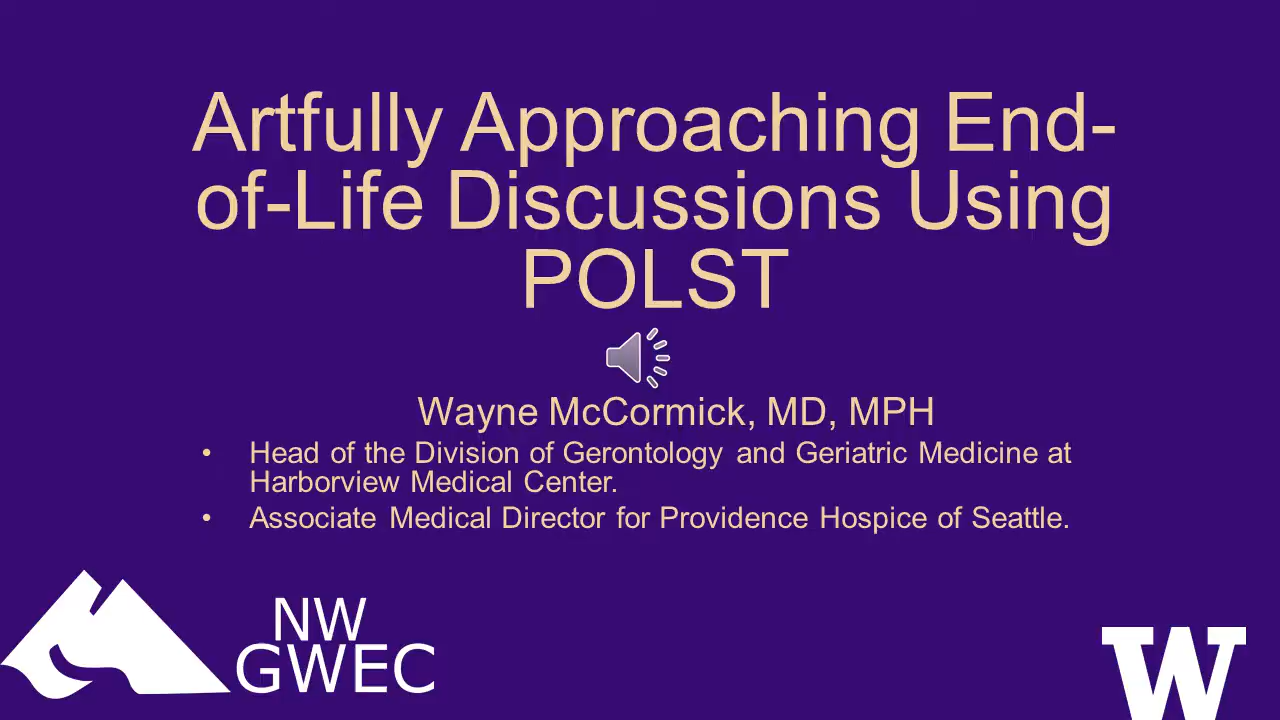 Artfully Approaching End-
of-Life Discussions Using
POLST
Wayne McCormick, MD, MPH
• Head of the Division of Gerontology and Geriatric Medicine at
Harborview Medical Center.
• Associate Medical Director for Providence Hospice of Seattle.
NW
GWEC
W